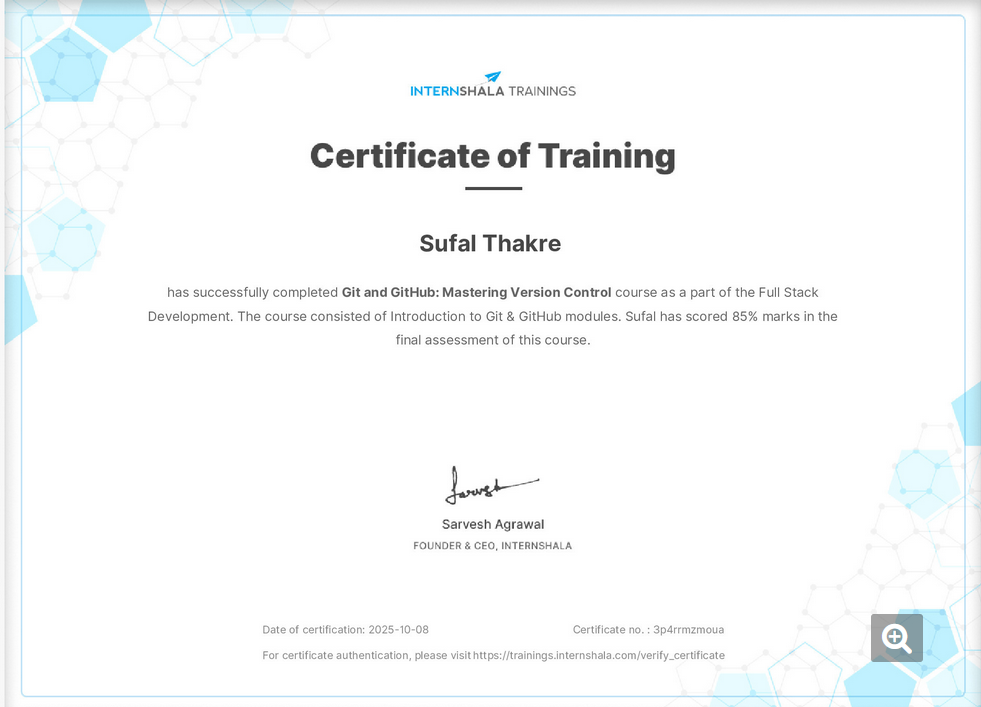 INTERNSHALA TRAININGS
Certificate of Training
Sufal Thakre
has successfully completed Git and GitHub: Mastering Version Control course as a part of the Full Stack
Development. The course consisted of Introduction to Git & GitHub modules. Sufal has scored 85% marks in the
final assessment of this course.
Sarvesh
Sarvesh Agrawal
FOUNDER & CEO, INTERNSHALA
Date of certification: 2025-10-08 Certificate no. : 3p4rrmzmoua
For certificate authentication, please visit https://trainings.internshala.com/verify_certificate